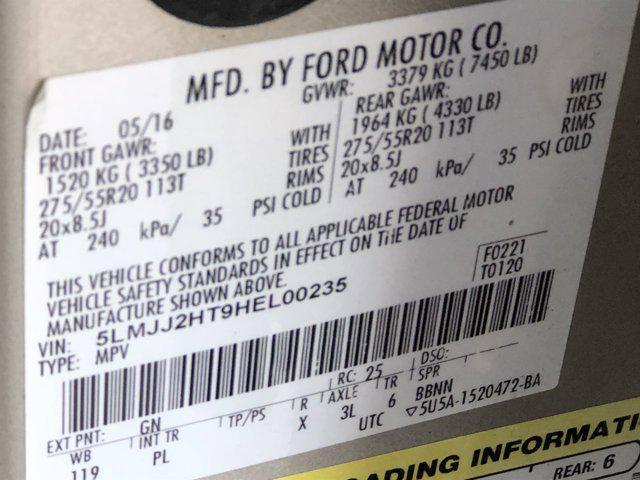 MFD. BY FORD MOTOR CO.
DATE: 05/16 GVWR: 3379 KG ( 7450 LB)
FRONT GAWR: REAR GAWR:
1520 KG ( 3350 LB) WITH 1964 KG ( 4330 LB) WITH
275/55R20 113T TIRES 275/55R20 113T TIRES
20x8.5J RIMS 20x8.5J RIMS
AT 240 kPa/ 35 PSI COLD AT 240 kPa/ 35 PSI COLD
THIS VEHICLE CONFORMS TO ALL APPLICABLE FEDERAL MOTOR
VEHICLE SAFETY STANDARDS IN EFFECT ON THE DATE OF
MANUFACTURE SHOWN ABOVE.
F0221
T0120
VIN: 5LMJJ2HT9HEL00235
TYPE: MPV
RC: 25 DSO:
EXT PNT: GN
WB INT TR TP/PS R AXLE TR SPR
119 PL X 3L 6 BBNN
UTC ▽5U5A-1520472-BA
LOADING INFORMATI
REAR: 6